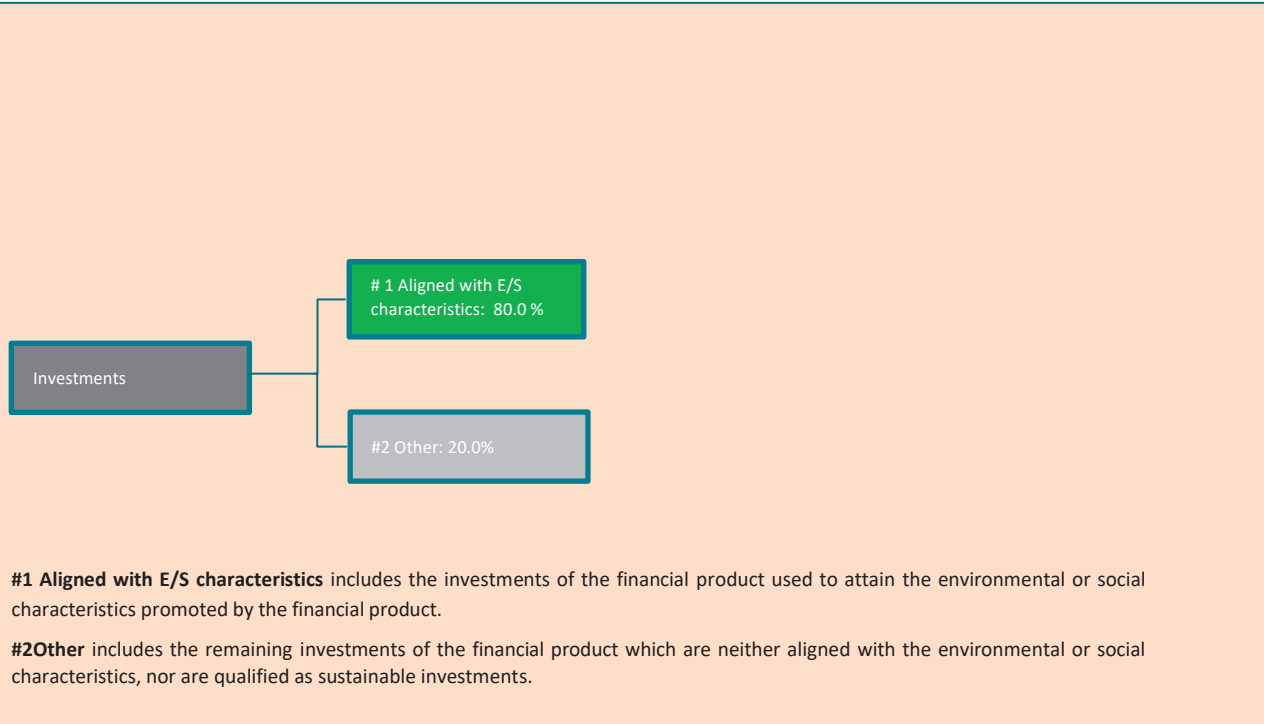 # 1 Aligned with E/S
characteristics:  80.0 %
Investments
#2 Other: 20.0%
#1 Aligned with E/S characteristics includes the investments of the financial product used to attain the environmental or social
characteristics promoted by the financial product.
#2Other includes the remaining investments of the financial product which are neither aligned with the environmental or social
characteristics, nor are qualified as sustainable investments.